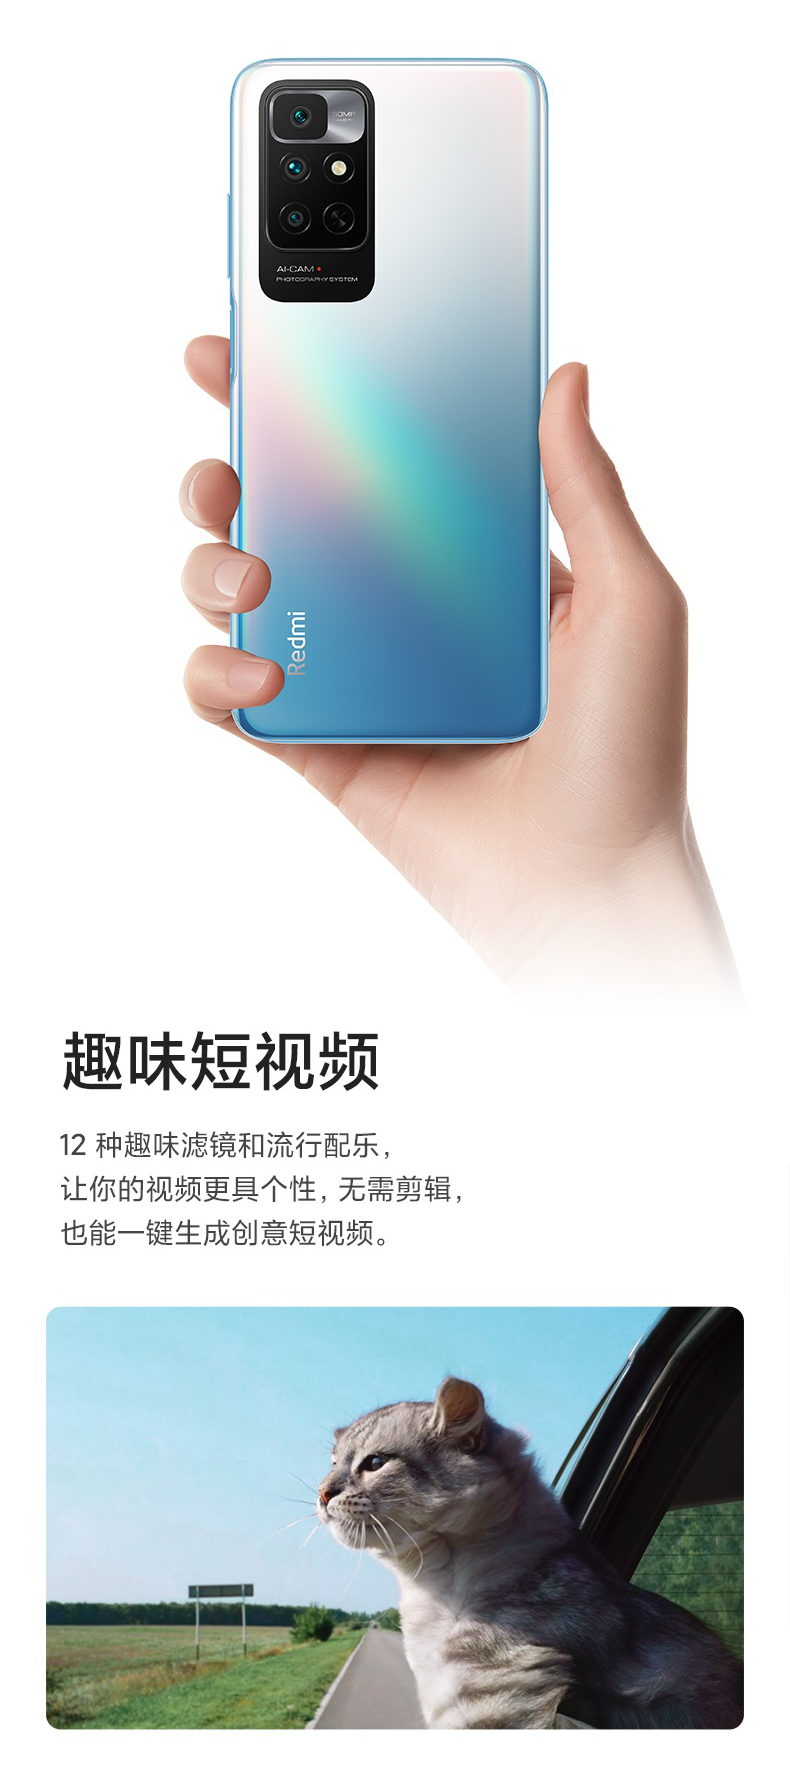 50MP
AI-CAM
PHOTOGRAPHY SYSTEM
Redmi
趣味短视频
12 种趣味滤镜和流行配乐，
让你的视频更具个性，无需剪辑，
也能一键生成创意短视频。